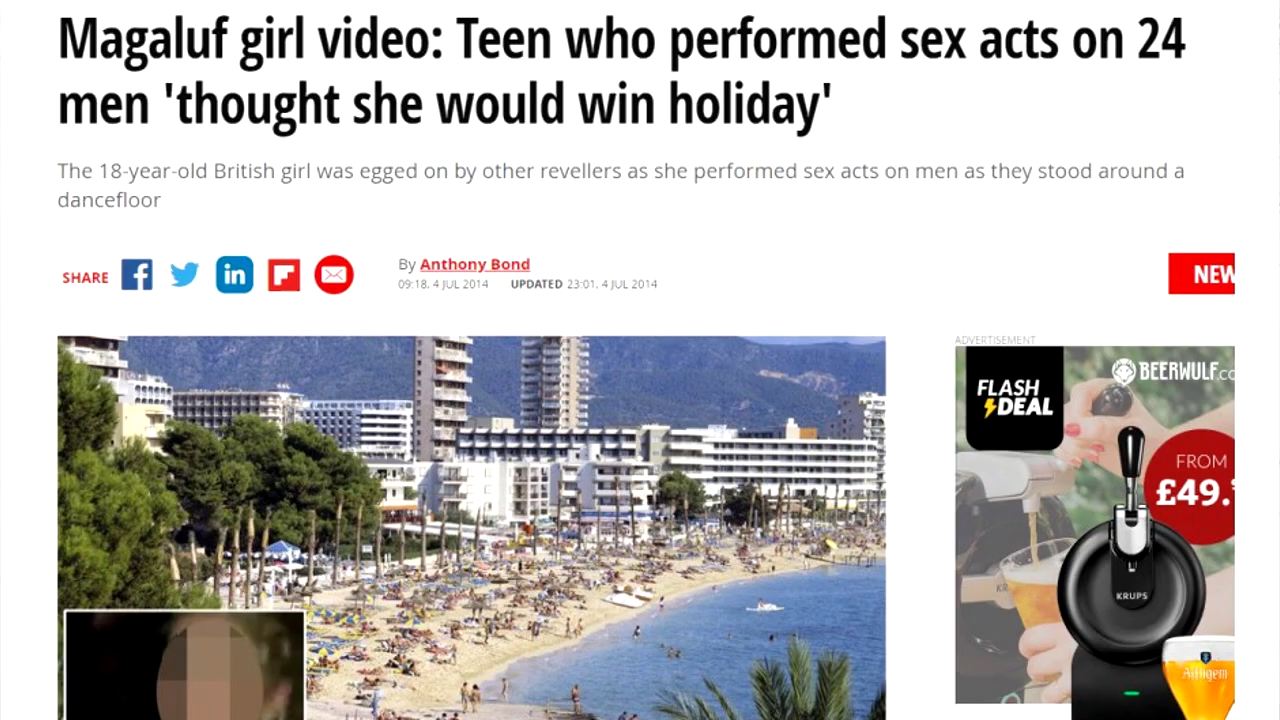 Magaluf girl video: Teen who performed sex acts on 24
men 'thought she would win holiday'
The 18-year-old British girl was egged on by other revellers as she performed sex acts on men as they stood around a
dancefloor
SHARE
By Anthony Bond
09:18, 4 JUL 2014 UPDATED 23:01, 4 JUL 2014
NEW
ADVERTISEMENT
FLASH
DEAL
BEERWULF.co
FROM
£49.
KR
KRUPS
Affligem